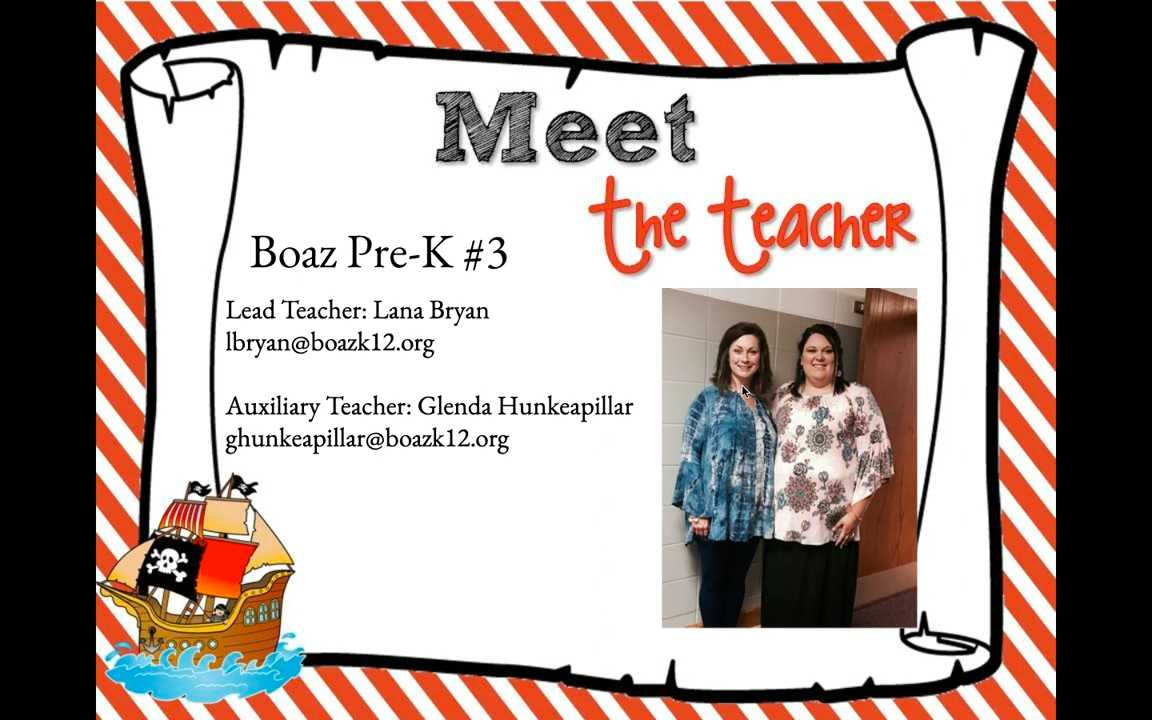 Meet
the Teacher
Boaz Pre-K #3
Lead Teacher: Lana Bryan
lbryan@boazk12.org
Auxiliary Teacher: Glenda Hunkeapillar
ghunkeapillar@boazk12.org